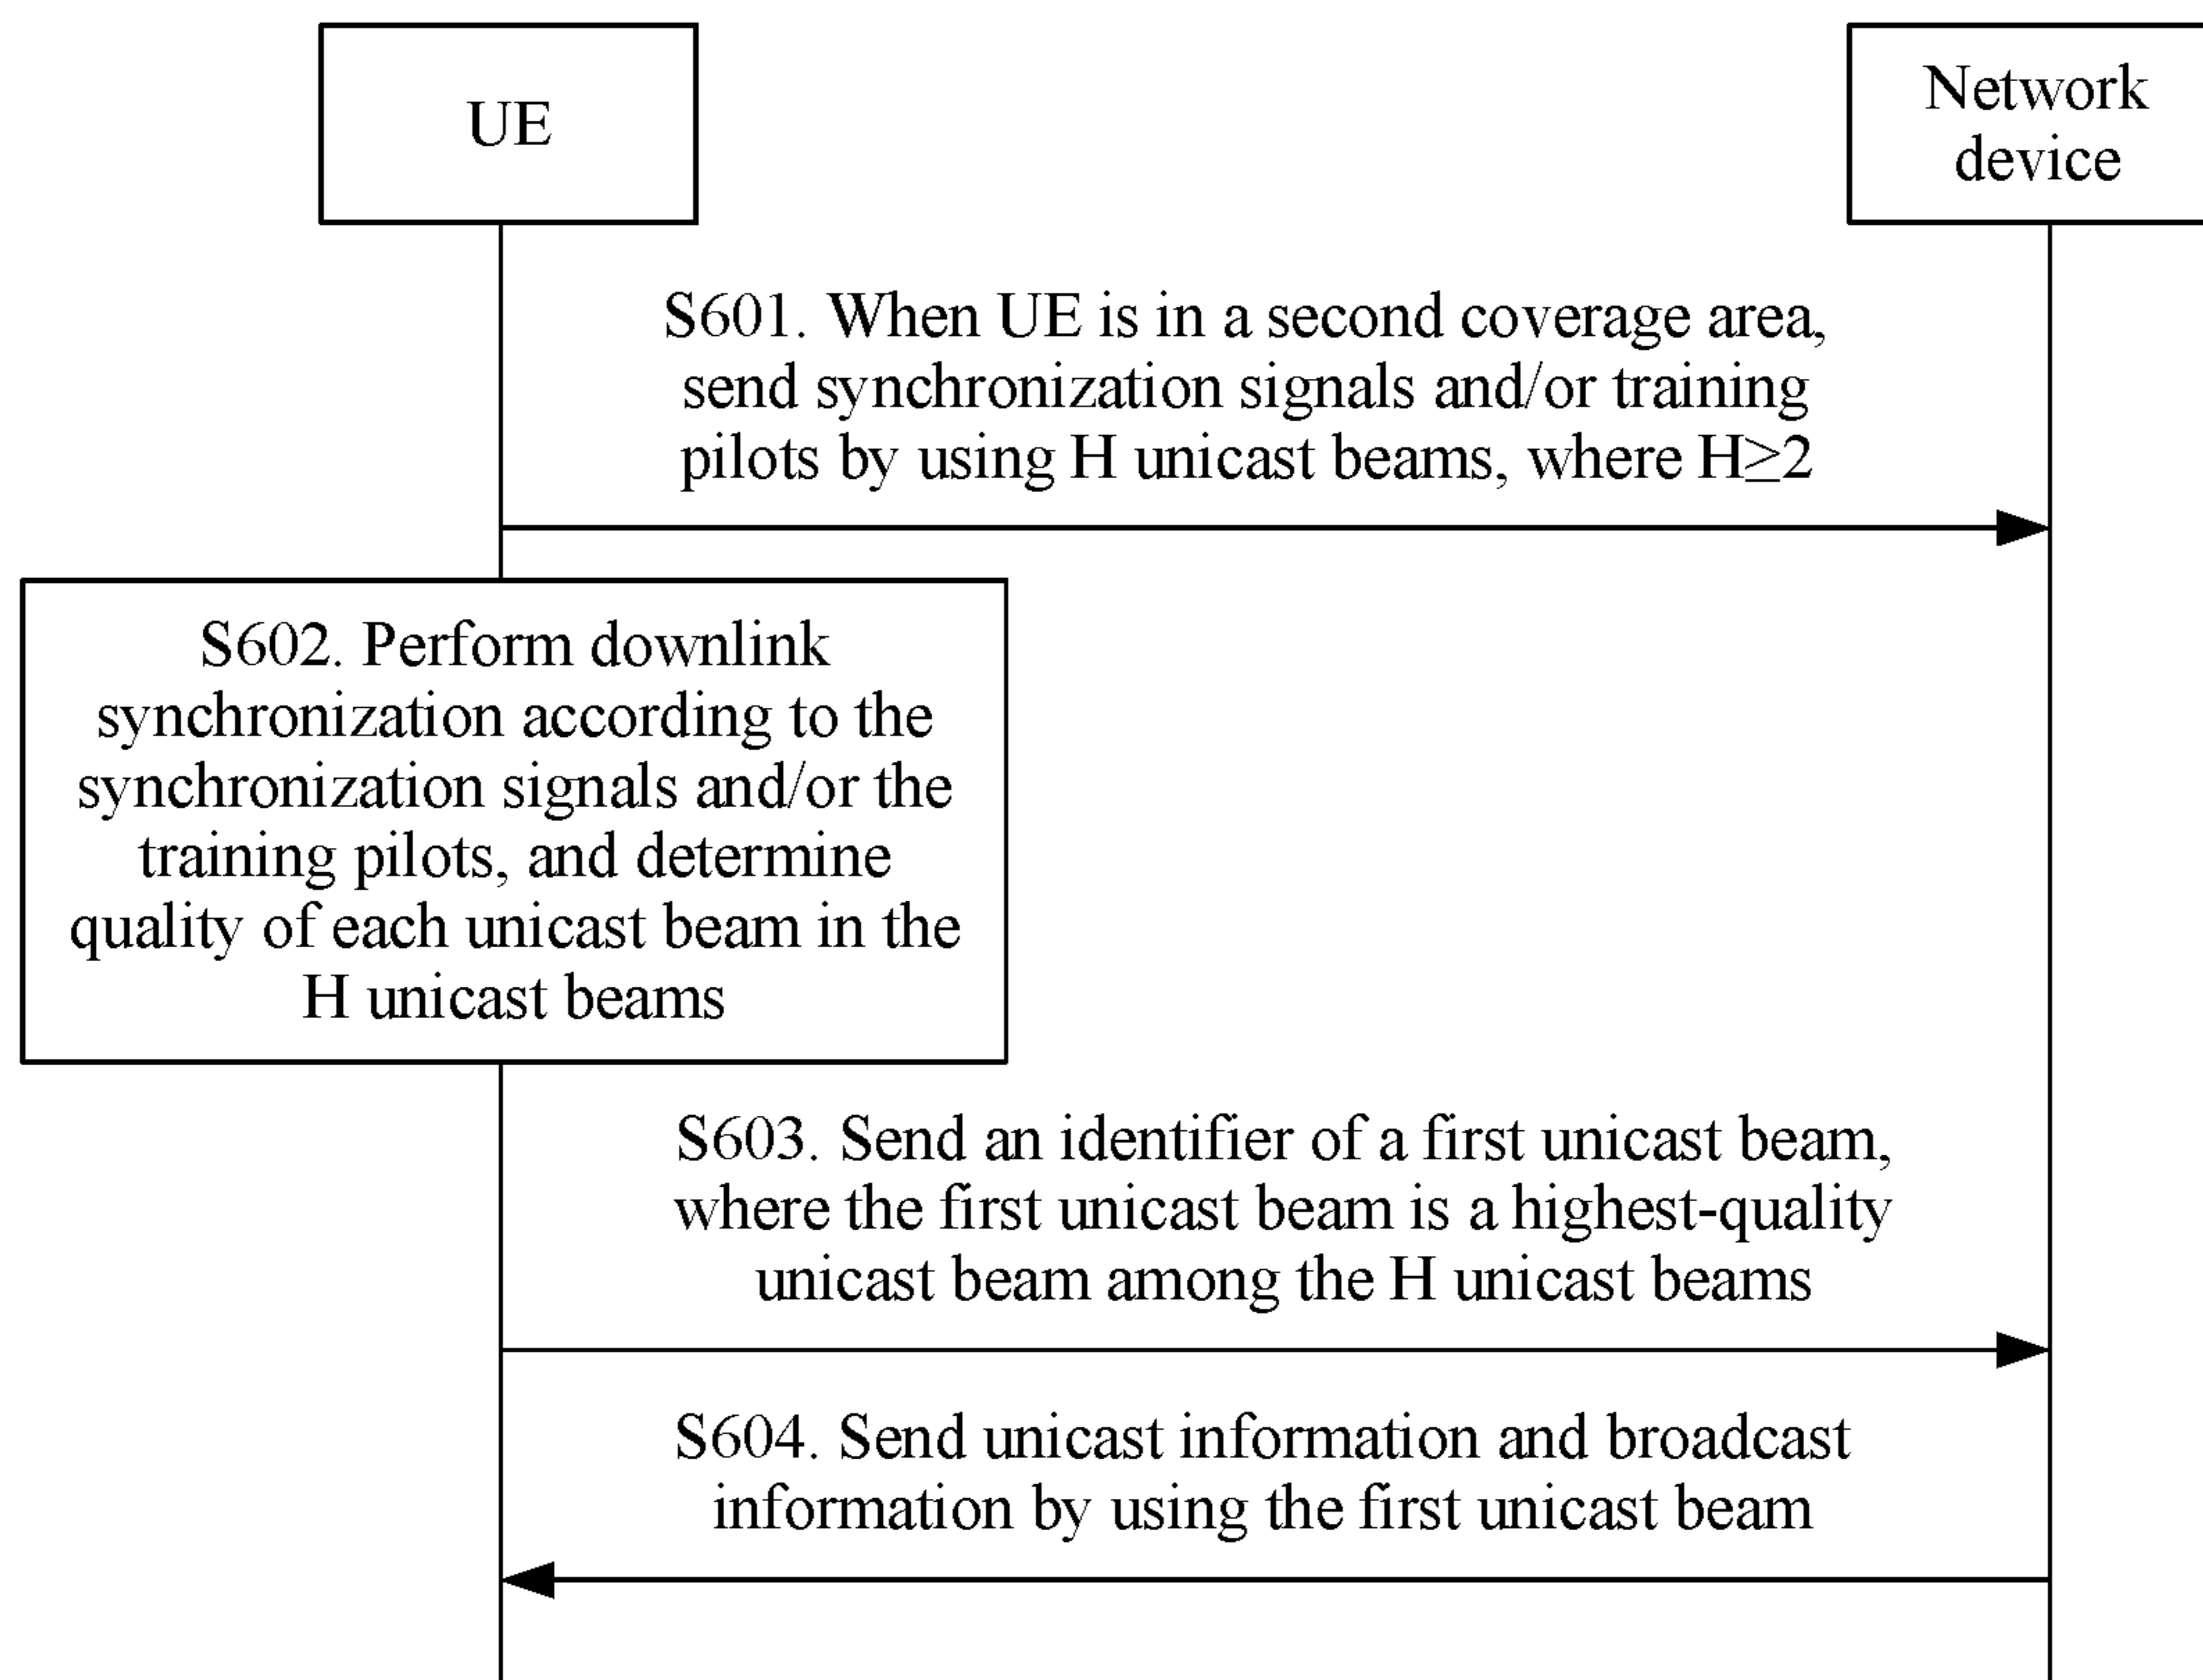 UE
Network
device
S601. When UE is in a second coverage area,
send synchronization signals and/or training
pilots by using H unicast beams, where H≥2
S602. Perform downlink
synchronization according to the
synchronization signals and/or the
training pilots, and determine
quality of each unicast beam in the
H unicast beams
S603. Send an identifier of a first unicast beam,
where the first unicast beam is a highest-quality
unicast beam among the H unicast beams
S604. Send unicast information and broadcast
information by using the first unicast beam